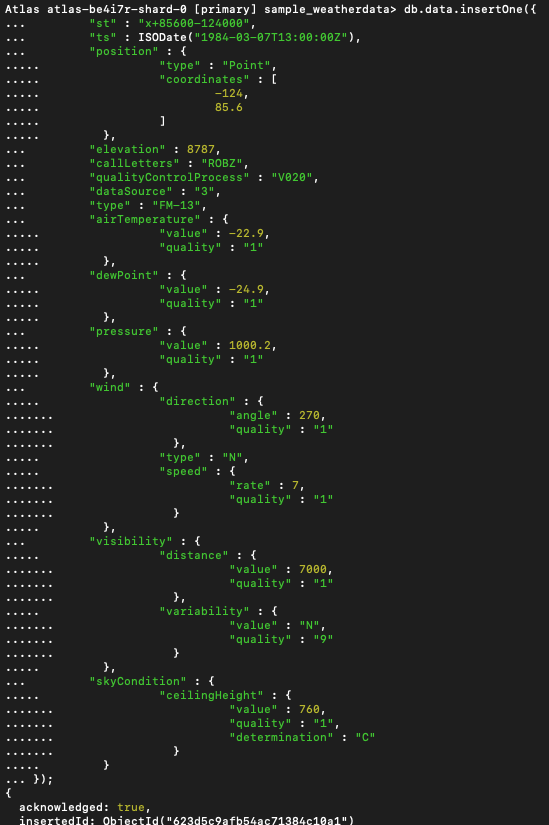 Atlas atlas-be4i7r-shard-0 [primary] sample_weatherdata> db.data.insertOne({
... "st" : "x+85600-124000",
... "ts" : ISODate("1984-03-07T13:00:00Z"),
... "position" : {
..... "type" : "Point",
..... "coordinates" : [
..... -124,
..... 85.6
..... ]
..... },
... "elevation" : 8787,
... "callLetters" : "ROBZ",
... "qualityControlProcess" : "V020",
... "dataSource" : "3",
... "type" : "FM-13",
... "airTemperature" : {
..... "value" : -22.9,
..... "quality" : "1"
..... },
... "dewPoint" : {
..... "value" : -24.9,
..... "quality" : "1"
..... },
... "pressure" : {
..... "value" : 1000.2,
..... "quality" : "1"
..... },
... "wind" : {
..... "direction" : {
....... "angle" : 270,
....... "quality" : "1"
....... },
..... "type" : "N",
..... "speed" : {
....... "rate" : 7,
....... "quality" : "1"
....... }
..... },
... "visibility" : {
..... "distance" : {
....... "value" : 7000,
....... "quality" : "1"
....... },
..... "variability" : {
....... "value" : "N",
....... "quality" : "9"
....... }
..... },
... "skyCondition" : {
..... "ceilingHeight" : {
....... "value" : 760,
....... "quality" : "1",
....... "determination" : "C"
....... }
..... }
... });
{
acknowledged: true,
insertedId: ObjectId("623d5c9afb54ac71384c10a1")